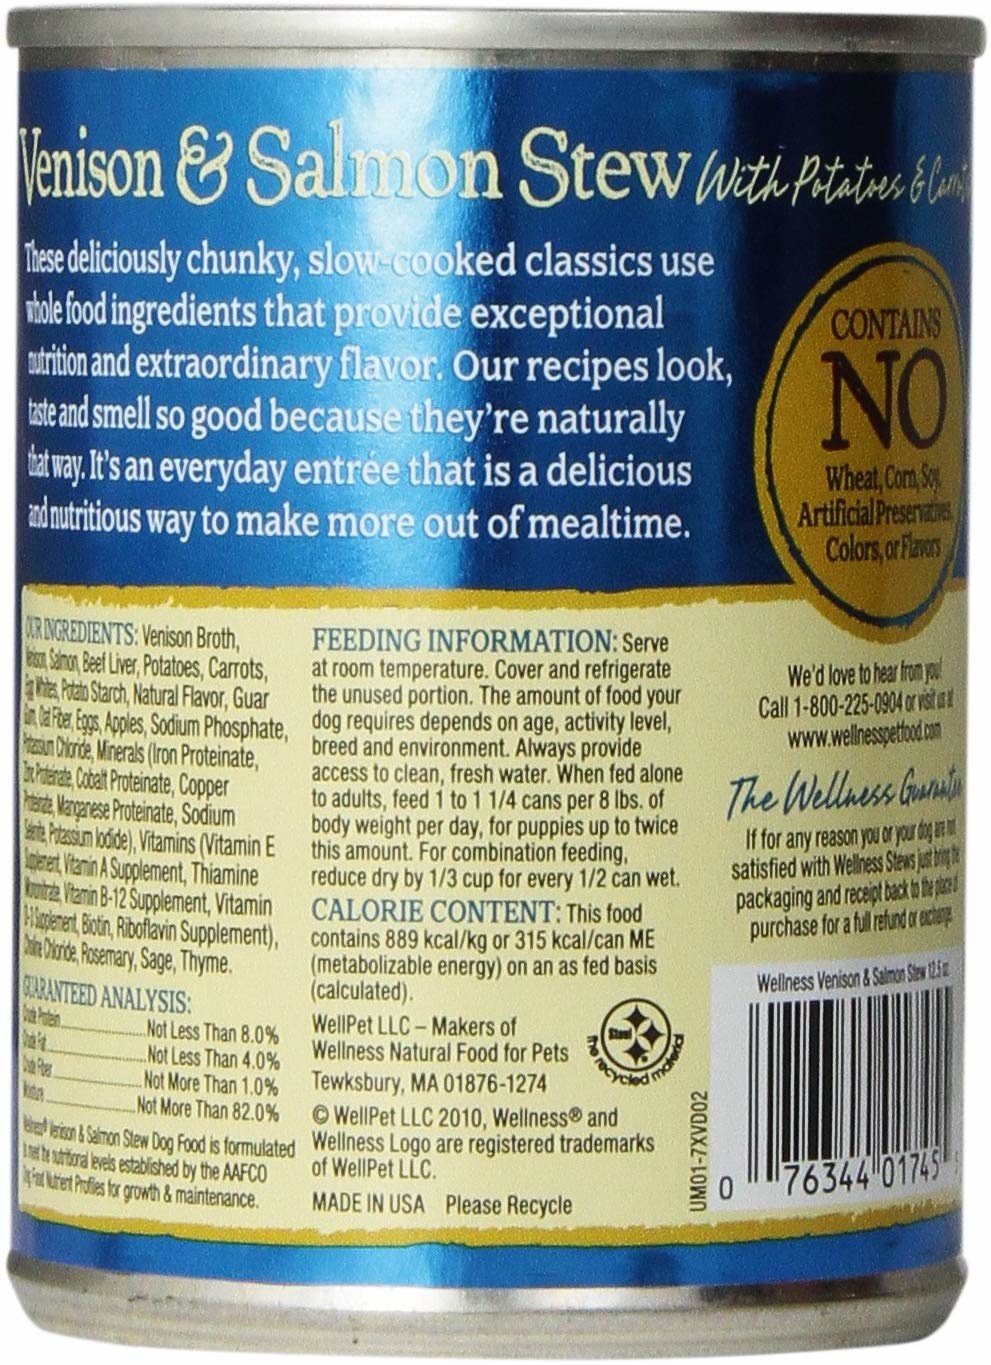 Venison & Salmon Stew With Potatoes &
These deliciously chunky, slow-cooked classics use
whole food ingredients that provide exceptional
nutrition and extraordinary flavor. Our recipes look,
taste and smell so good because they're naturally
that way. It's an everyday entrée that is a delicious
and nutritious way to make more out of mealtime.
CONTAINS
NO
Wheat, Corn, Soy,
Artificial Preservatives,
Colors, or Flavors
OUR INGREDIENTS: Venison Broth,
Venison, Salmon, Beef Liver, Potatoes, Carrots,
Egg Whites, Potato Starch, Natural Flavor, Guar
Gum, Oat Fiber, Eggs, Apples, Sodium Phosphate,
Potassium Chloride, Minerals (Iron Proteinate,
Zinc Proteinate, Cobalt Proteinate, Copper
Proteinate, Manganese Proteinate, Sodium
Selenite, Potassium Iodide), Vitamins (Vitamin E
Supplement, Vitamin A Supplement, Thiamine
Mononitrate, Vitamin B-12 Supplement, Vitamin
D-3 Supplement, Biotin, Riboflavin Supplement),
Choline Chloride, Rosemary, Sage, Thyme.
GUARANTEED ANALYSIS:
Crude Protein Not Less Than 8.0%
Crude Fat Not Less Than 4.0%
Crude Fiber Not More Than 1.0%
Moisture Not More Than 82.0%
Wellness® Venison & Salmon Stew Dog Food is formulated
to meet the nutritional levels established by the AAFCO
Dog Food Nutrient Profiles for growth & maintenance.
FEEDING INFORMATION: Serve
at room temperature. Cover and refrigerate
the unused portion. The amount of food your
dog requires depends on age, activity level,
breed and environment. Always provide
access to clean, fresh water. When fed alone
to adults, feed 1 to 1 1/4 cans per 8 lbs. of
body weight per day, for puppies up to twice
this amount. For combination feeding,
reduce dry by 1/3 cup for every 1/2 can wet.
CALORIE CONTENT: This food
contains 889 kcal/kg or 315 kcal/can ME
(metabolizable energy) on an as fed basis
(calculated).
WellPet LLC – Makers of
Wellness Natural Food for Pets
Tewksbury, MA 01876-1274
© WellPet LLC 2010, Wellness® and
Wellness Logo are registered trademarks
of WellPet LLC.
MADE IN USA Please Recycle
Steel
the recycled material
We'd love to hear from you!
Call 1-800-225-0904 or visit us at
www.wellnesspetfood.com
The Wellness Guarantee
If for any reason you or your dog are not
satisfied with Wellness Stews just bring the
packaging and receipt back to the place of
purchase for a full refund or exchange.
Wellness Venison & Salmon Stew 12.5 oz
UM01-7XVD02
0 76344 01745